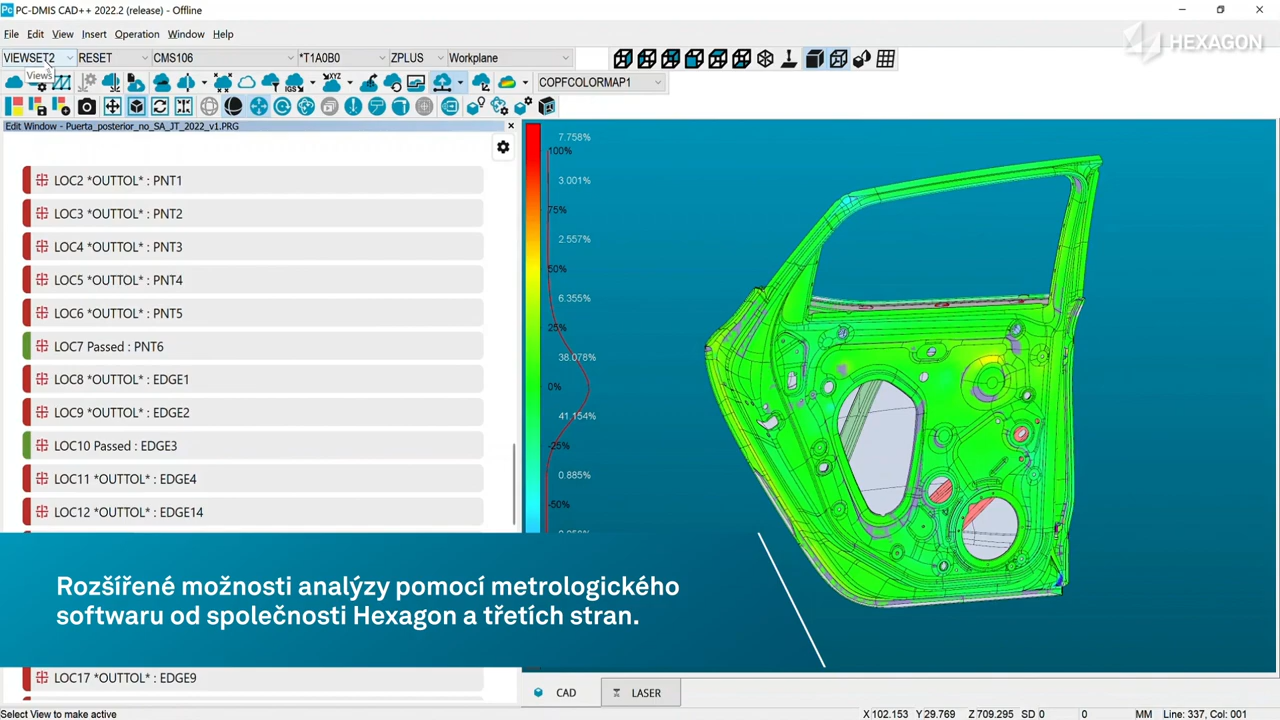 PC-DMIS CAD++ 2022.2 (release) - Offline
File Edit View Insert Operation Window Help
HEXAGON
VIEWSET2 RESET CMS106 *T1A0B0 ZPLUS Workplane
Views
COPFCOLORMAP1
Edit Window - Puerta_posterior_no_SA_JT_2022_v1.PRG
LOC2 *OUTTOL* : PNT1
LOC3 *OUTTOL* : PNT2
LOC4 *OUTTOL* : PNT3
LOC5 *OUTTOL* : PNT4
LOC6 *OUTTOL* : PNT5
LOC7 Passed : PNT6
LOC8 *OUTTOL* : EDGE1
LOC9 *OUTTOL* : EDGE2
LOC10 Passed : EDGE3
LOC11 *OUTTOL* : EDGE4
LOC12 *OUTTOL* : EDGE14
LOC17 *OUTTOL* : EDGE9
7.758%
100%
3.001%
75%
2.557%
50%
6.355%
25%
38.078%
0%
41.154%
-25%
0.885%
-50%
Rozšířené možnosti analýzy pomocí metrologického
softwaru od společnosti Hexagon a třetích stran.
CAD LASER
Select View to make active
X 102.153 Y 29.769 Z 709.295 SD 0 0 MM Line: 337, Col: 001